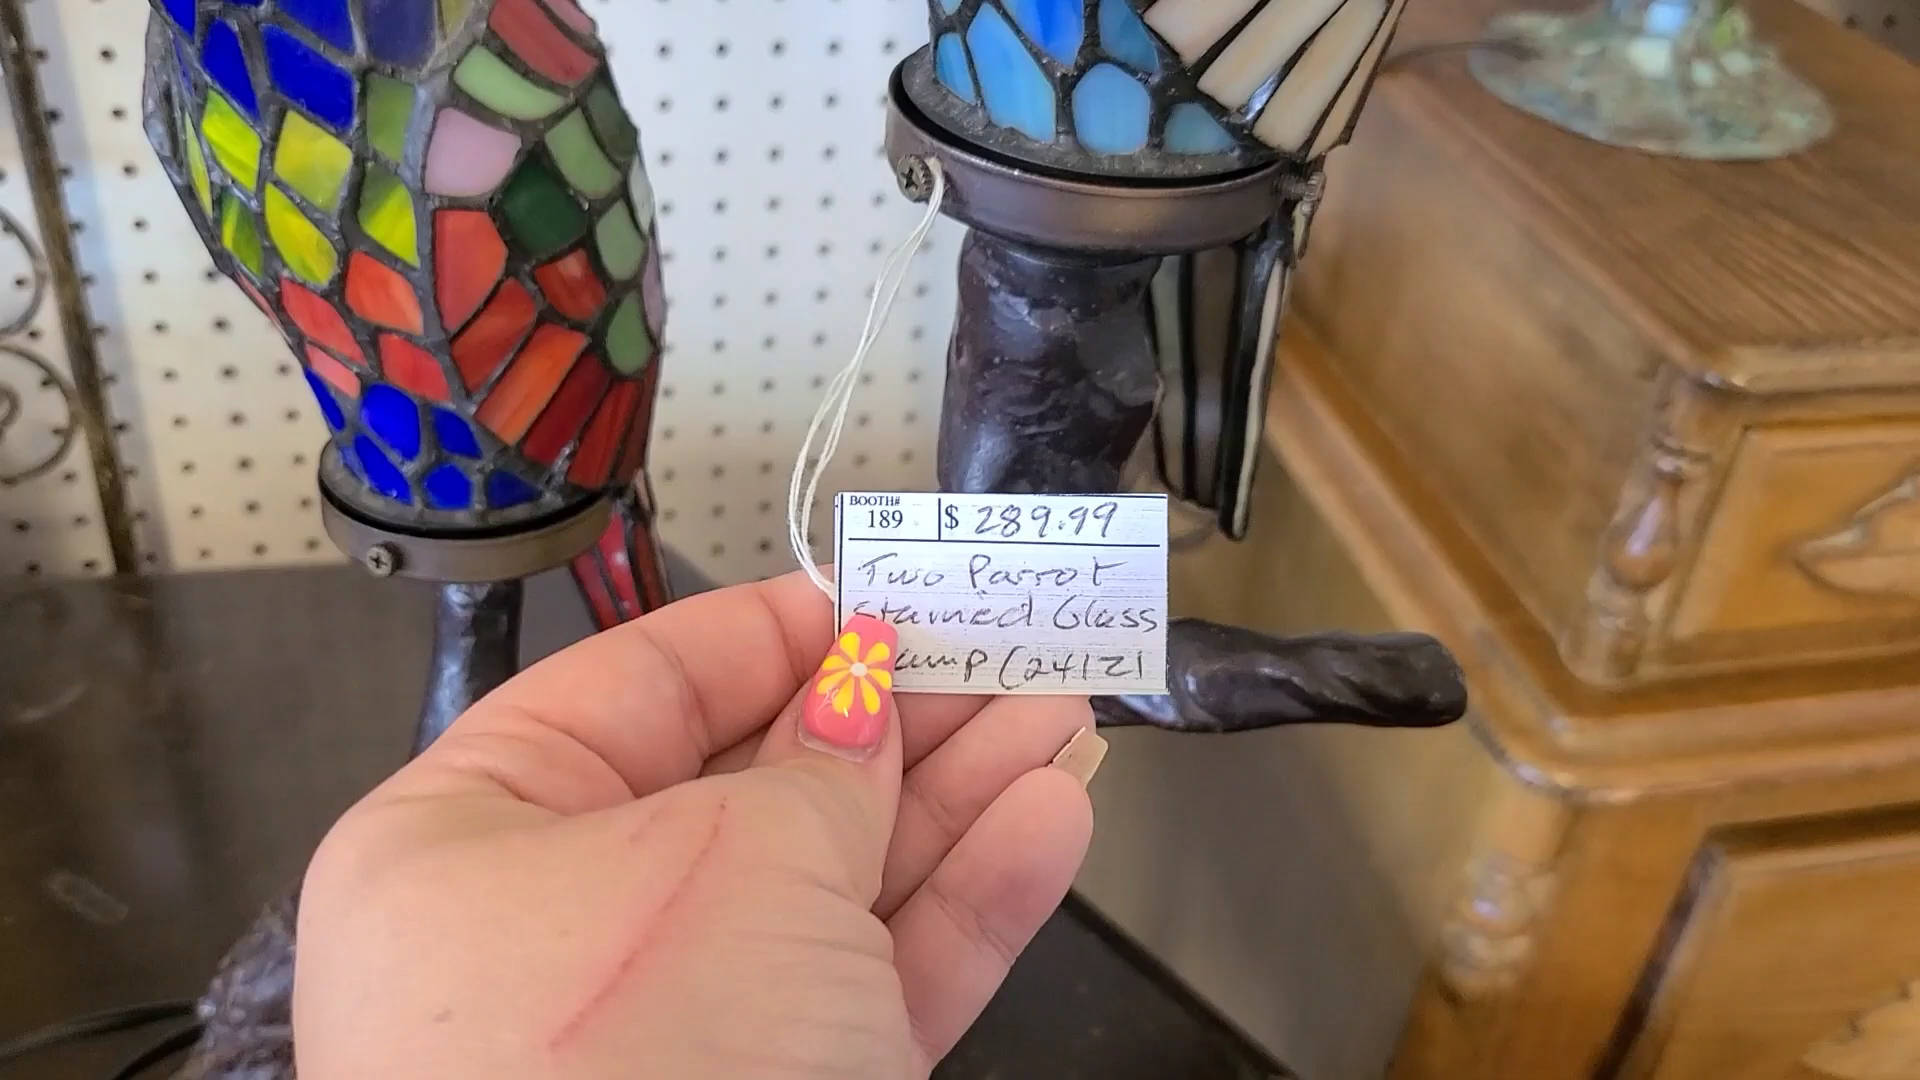 BOOTH#
189 $ 289.99
Two Parrot
Stained Glass
Lamp (24121